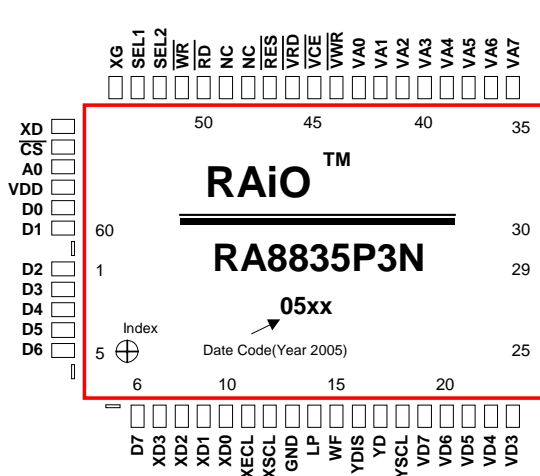 XG SEL1 SEL2 WR RD NC NC RES VRD VCE VWR VA0 VA1 VA2 VA3 VA4 VA5 VA6 VA7
50 45 40 35
XD
CS
A0
VDD
D0
D1
60
30
D2
1
29
D3
D4
D5
D6
5
25
RAiO TM
RA8835P3N
05xx
Index
Date Code(Year 2005)
6 10 15 20
D7 XD3 XD2 XD1 XD0 XECL XSCL GND LP WF YDIS YD YSCL VD7 VD6 VD5 VD4 VD3